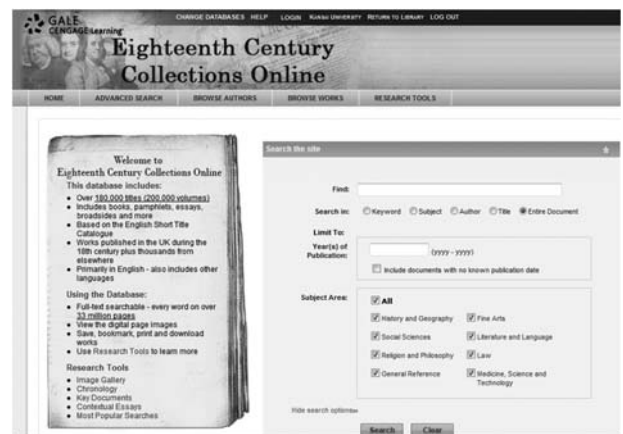 GALE
CENGAGE Learning
CHANGE DATABASES HELP LOGIN Kansai University RETURN TO LIBRARY LOG OUT
Eighteenth Century
Collections Online
HOME ADVANCED SEARCH BROWSE AUTHORS BROWSE WORKS RESEARCH TOOLS
Welcome to
Eighteenth Century Collections Online
This database includes:
• Over 180,000 titles (200,000 volumes)
• Includes books, pamphlets, essays,
broadsides and more
• Based on the English Short Title
Catalogue
• Works published in the UK during the
18th century plus thousands from
elsewhere
• Primarily in English - also includes other
languages
Using the Database:
• Full-text searchable - every word on over
33 million pages
• View the digital page images
• Save, bookmark, print and download
works
• Use Research Tools to learn more
Research Tools
• Image Gallery
• Chronology
• Key Documents
• Contextual Essays
• Most Popular Searches
Search the site
Find:
Search in: Keyword Subject Author Title Entire Document
Limit To:
Year(s) of
Publication:
(yyyy - yyyy)
Include documents with no known publication date
Subject Area:
All
History and Geography Fine Arts
Social Sciences Literature and Language
Religion and Philosophy Law
General Reference Medicine, Science and
Technology
Hide search options»
Search Clear